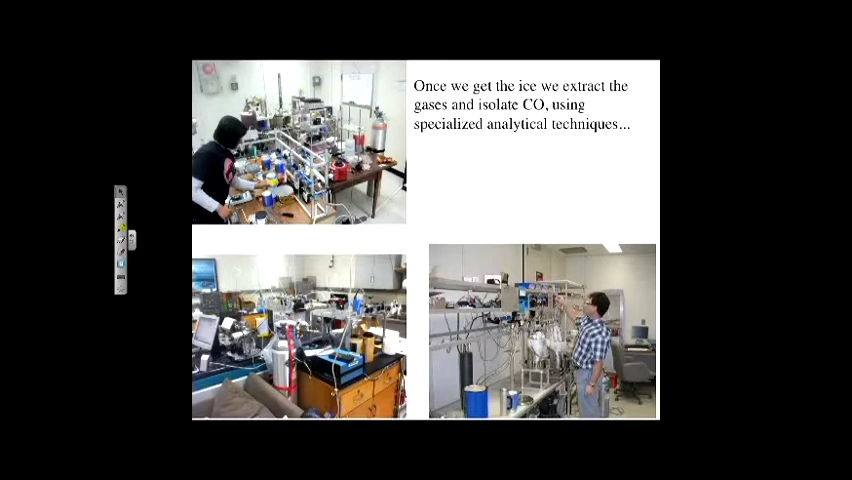 Once we get the ice we extract the
gases and isolate CO, using
specialized analytical techniques...